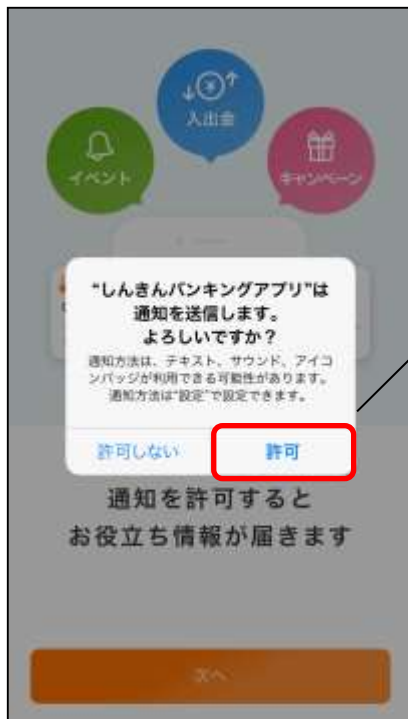 入出金
イベント
キャンペーン
“しんきんバンキングアプリ”は
通知を送信します。
よろしいですか？
通知方法は、テキスト、サウンド、アイコ
ンバッジが利用できる可能性があります。
通知方法は“設定”で設定できます。
許可しない
許可
通知を許可すると
お役立ち情報が届きます
次へ